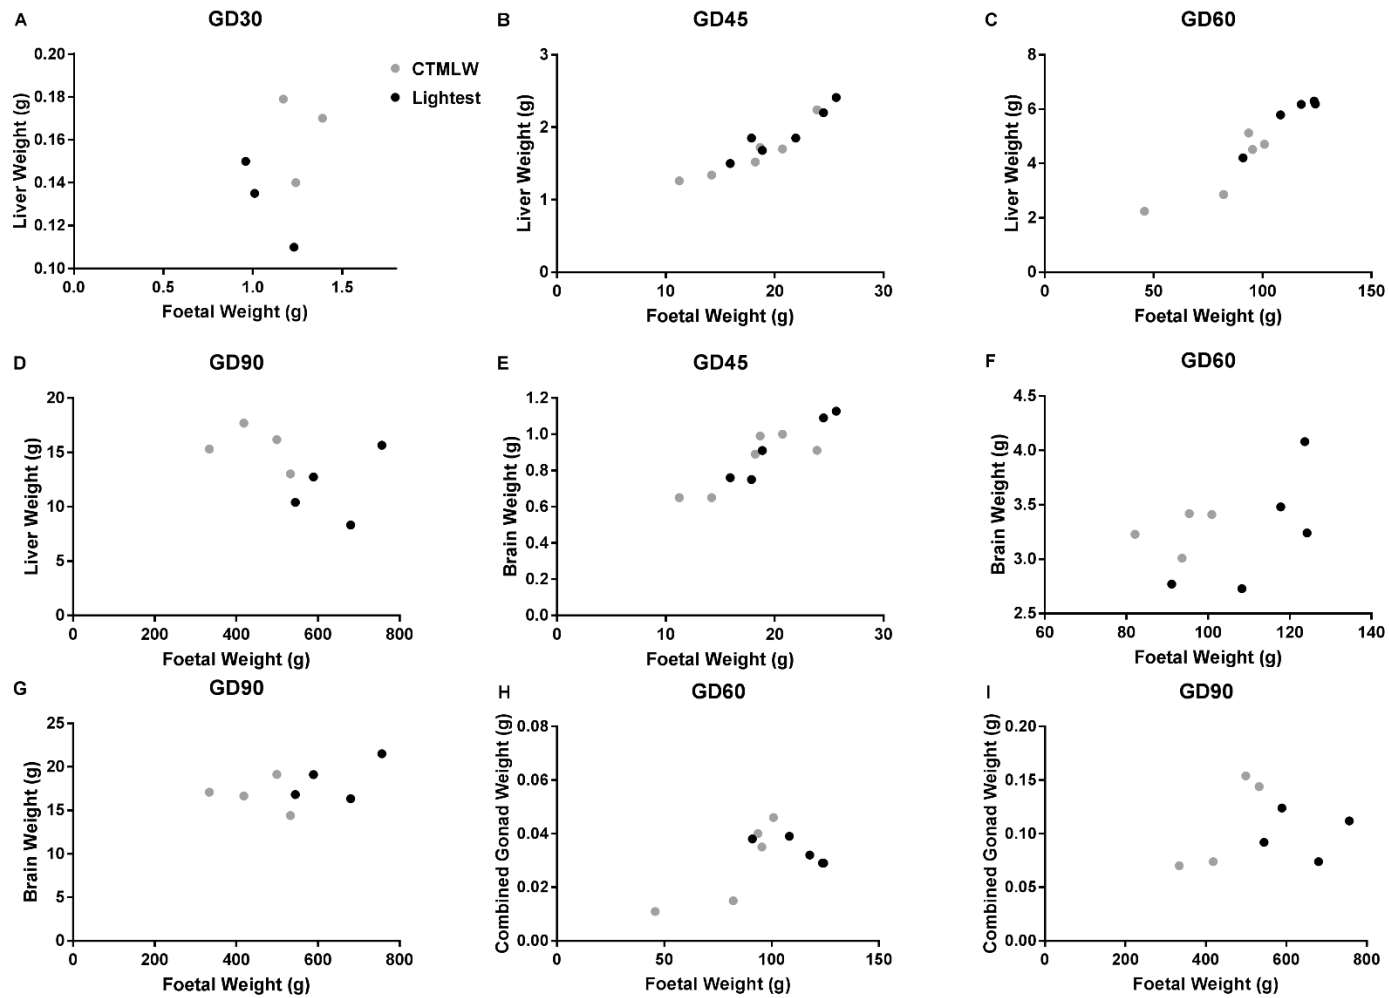 A GD30
0.20
0.18
0.16
0.14
0.12
0.10
Liver Weight (g)
0.0 0.5 1.0 1.5
Foetal Weight (g)
CTMLW
Lightest
B GD45
3
2
1
0
Liver Weight (g)
0 10 20 30
Foetal Weight (g)
C GD60
8
6
4
2
0
Liver Weight (g)
0 50 100 150
Foetal Weight (g)
D GD90
20
15
10
5
0
Liver Weight (g)
0 200 400 600 800
Foetal Weight (g)
E GD45
1.2
1.0
0.8
0.6
0.4
0.2
0.0
Brain Weight (g)
0 10 20 30
Foetal Weight (g)
F GD60
4.5
4.0
3.5
3.0
2.5
Brain Weight (g)
60 80 100 120 140
Foetal Weight (g)
G GD90
25
20
15
10
5
0
Brain Weight (g)
0 200 400 600 800
Foetal Weight (g)
H GD60
0.08
0.06
0.04
0.02
0.00
Combined Gonad Weight (g)
0 50 100 150
Foetal Weight (g)
I GD90
0.20
0.15
0.10
0.05
0.00
Combined Gonad Weight (g)
0 200 400 600 800
Foetal Weight (g)